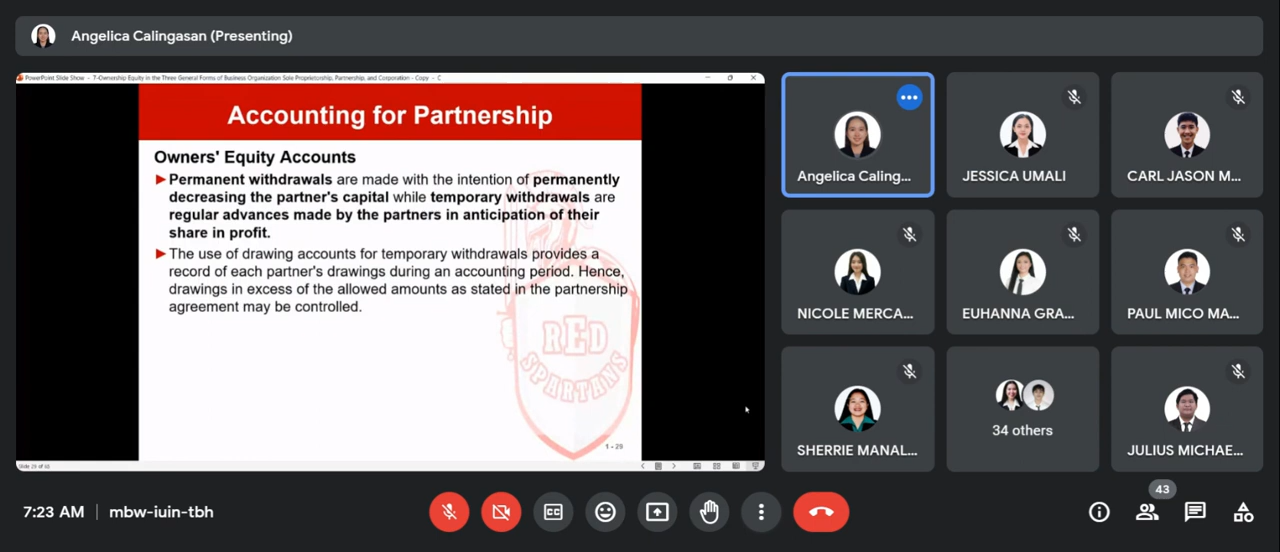 Angelica Calingasan (Presenting)
PowerPoint Slide Show - 7-Ownership Equity in the Three General Forms of Business Organization Sole Proprietorship, Partnership, and Corporation - Copy - C
Accounting for Partnership
Owners' Equity Accounts
Permanent withdrawals are made with the intention of permanently
decreasing the partner's capital while temporary withdrawals are
regular advances made by the partners in anticipation of their
share in profit.
The use of drawing accounts for temporary withdrawals provides a
record of each partner's drawings during an accounting period. Hence,
drawings in excess of the allowed amounts as stated in the partnership
agreement may be controlled.
RED
SPARTANS
1 - 29
Angelica Caling...
JESSICA UMALI
CARL JASON M...
NICOLE MERCA...
EUHANNA GRA...
PAUL MICO MA...
SHERRIE MANAL...
34 others
JULIUS MICHAE...
7:23 AM
mbw-iuin-tbh
CC
43